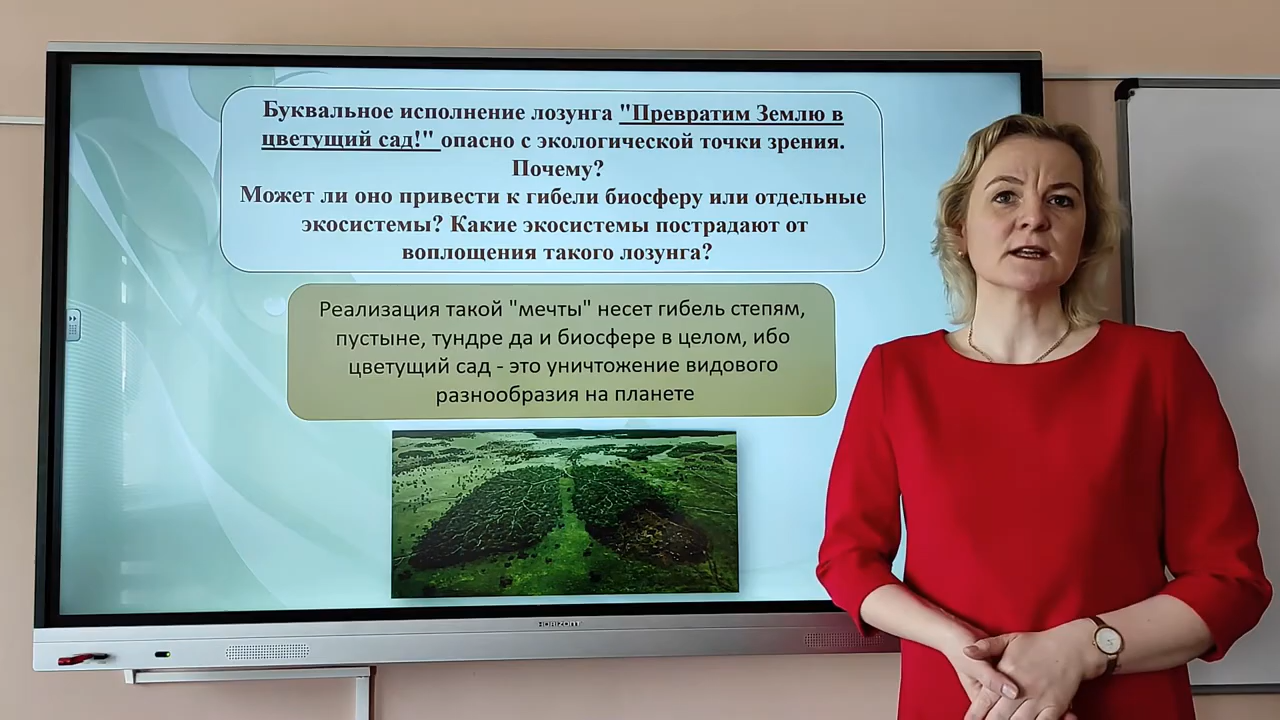 Буквальное исполнение лозунга "Превратим Землю в
цветущий сад!" опасно с экологической точки зрения.
Почему?
Может ли оно привести к гибели биосферу или отдельные
экосистемы? Какие экосистемы пострадают от
воплощения такого лозунга?
Реализация такой "мечты" несет гибель степям,
пустыне, тундре да и биосфере в целом, ибо
цветущий сад - это уничтожение видового
разнообразия на планете
HORIZONT